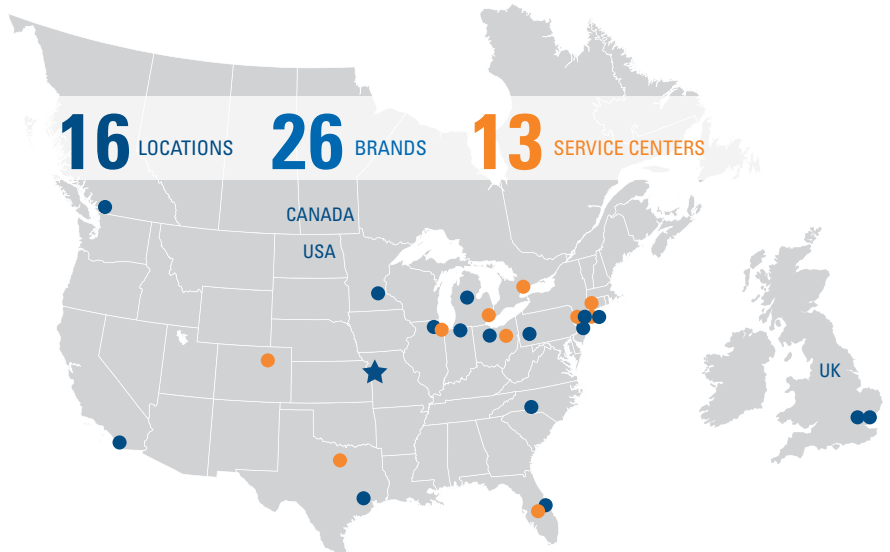 16 LOCATIONS 26 BRANDS 13 SERVICE CENTERS
CANADA
USA
UK